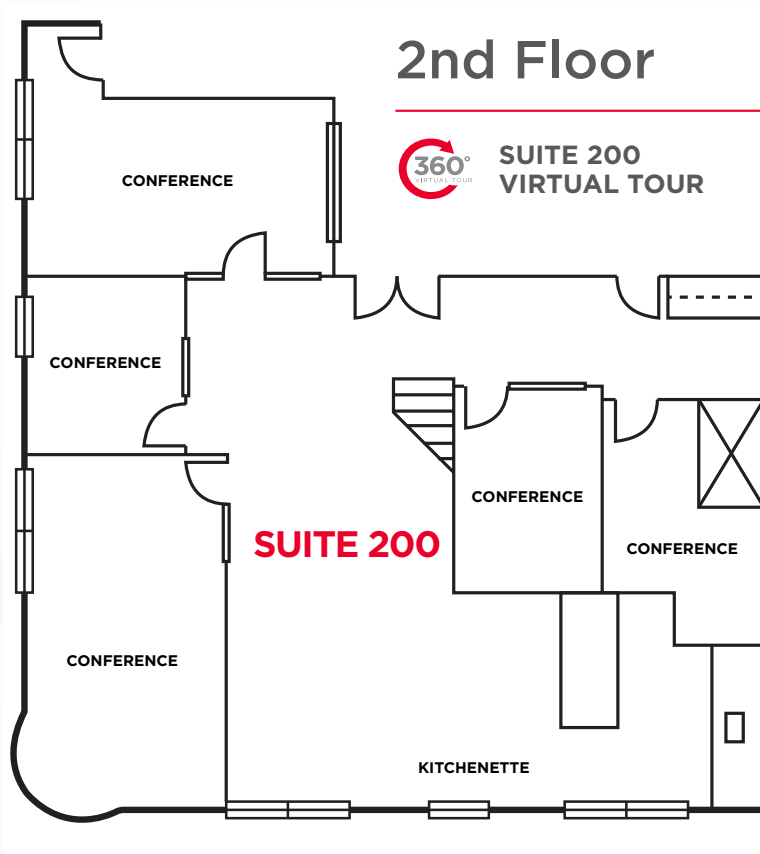 2nd Floor
360°
VIRTUAL TOUR
SUITE 200
VIRTUAL TOUR
CONFERENCE
CONFERENCE
CONFERENCE
SUITE 200
CONFERENCE
CONFERENCE
KITCHENETTE